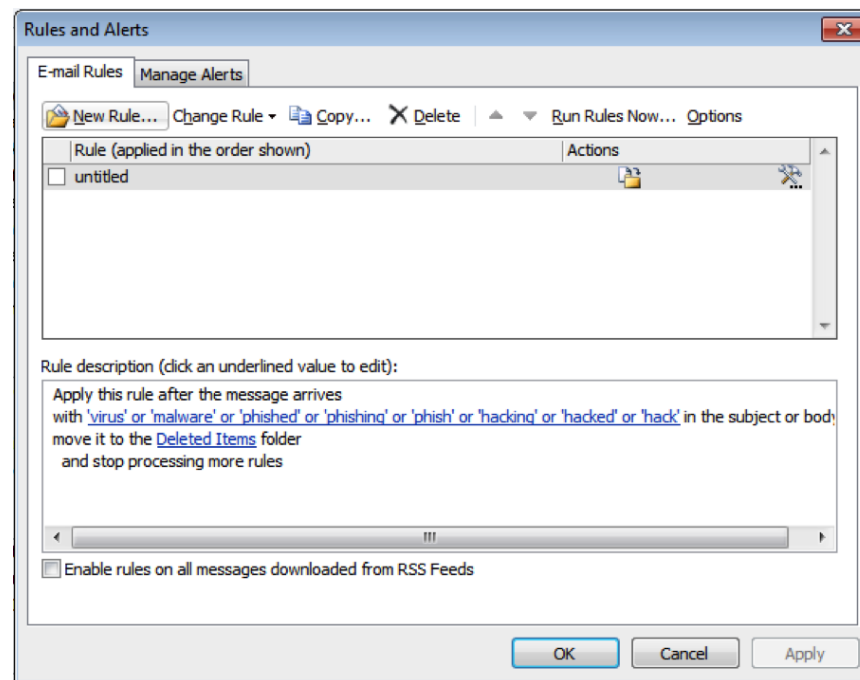 Rules and Alerts
E-mail Rules
Manage Alerts
New Rule... Change Rule Copy... Delete Run Rules Now... Options
Rule (applied in the order shown) Actions
untitled
Rule description (click an underlined value to edit):
Apply this rule after the message arrives
with 'virus' or 'malware' or 'phished' or 'phishing' or 'phish' or 'hacking' or 'hacked' or 'hack' in the subject or body
move it to the Deleted Items folder
and stop processing more rules
Enable rules on all messages downloaded from RSS Feeds
OK Cancel Apply